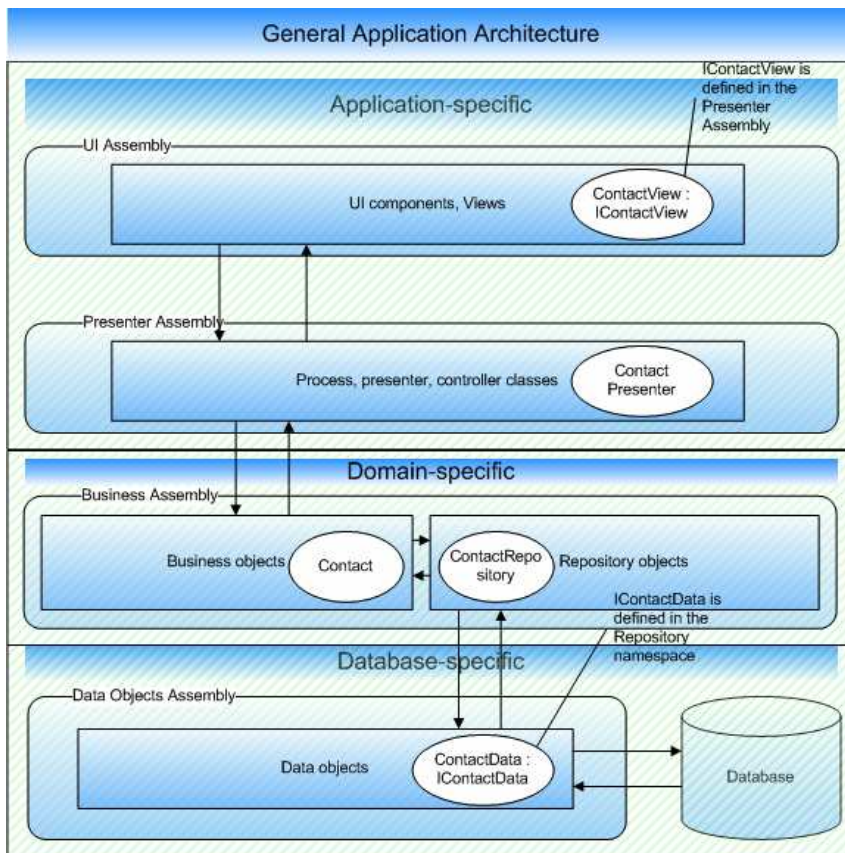 General Application Architecture
IContactView is
defined in the
Presenter
Assembly
Application-specific
UI Assembly
UI components, Views
ContactView :
IContactView
Presenter Assembly
Process, presenter, controller classes
Contact
Presenter
Domain-specific
Business Assembly
Business objects
Contact
ContactRepo
sitory
Repository objects
IContactData is
defined in the
Repository
namespace
Database-specific
Data Objects Assembly
Data objects
ContactData :
IContactData
Database